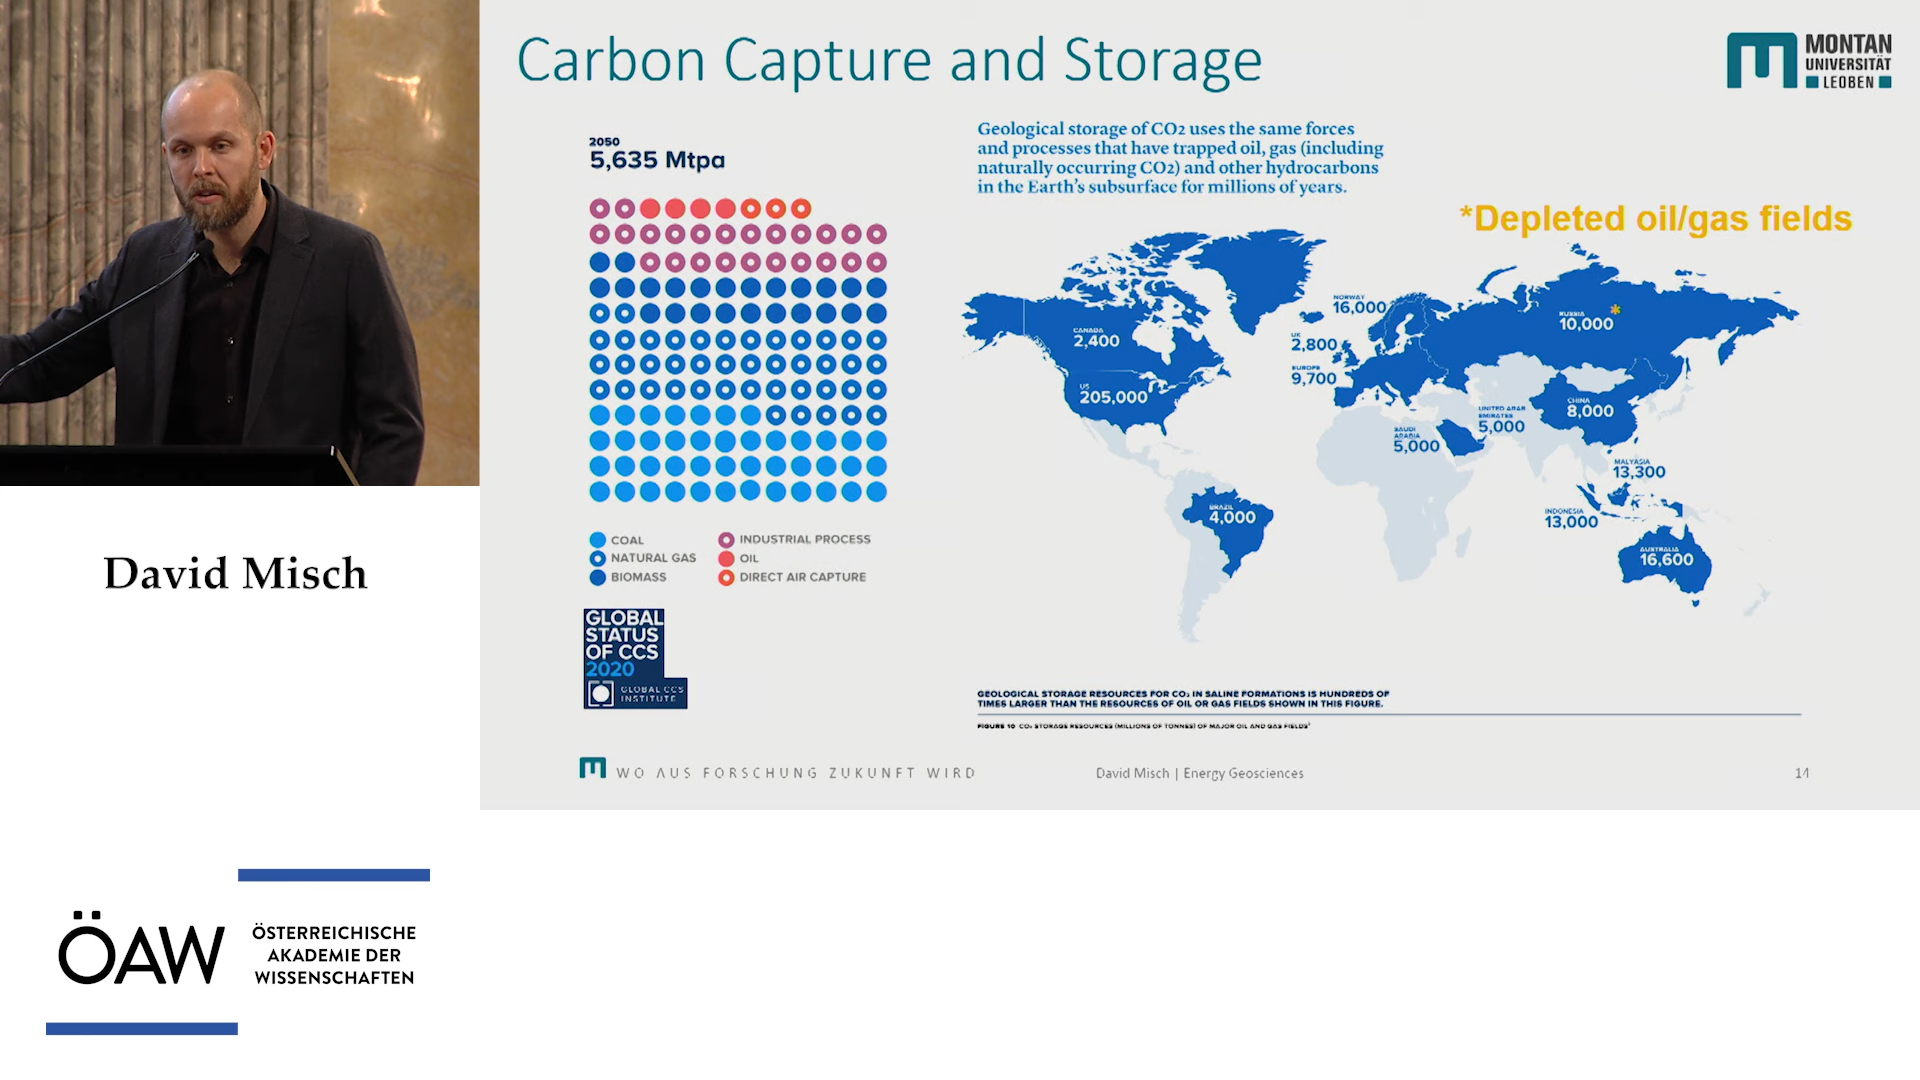 Carbon Capture and Storage
MONTAN
UNIVERSITÄT
LEOBEN
2050
5,635 Mtpa
Geological storage of CO2 uses the same forces
and processes that have trapped oil, gas (including
naturally occurring CO2) and other hydrocarbons
in the Earth's subsurface for millions of years.
*Depleted oil/gas fields
NORWAY
16,000
RUSSIA
10,000
*
CANADA
2,400
UK
2,800
EUROPE
9,700
US
205,000
CHINA
8,000
UNITED ARAB
EMIRATES
5,000
SAUDI
ARABIA
5,000
MALYASIA
13,300
BRAZIL
4,000
INDONESIA
13,000
AUSTRALIA
16,600
COAL
NATURAL GAS
BIOMASS
INDUSTRIAL PROCESS
OIL
DIRECT AIR CAPTURE
GLOBAL
STATUS
OF CCS
2020
GLOBAL CCS
INSTITUTE
GEOLOGICAL STORAGE RESOURCES FOR CO₂ IN SALINE FORMATIONS IS HUNDREDS OF
TIMES LARGER THAN THE RESOURCES OF OIL OR GAS FIELDS SHOWN IN THIS FIGURE.
FIGURE 10 CO₂ STORAGE RESOURCES (MILLIONS OF TONNES) OF MAJOR OIL AND GAS FIELDS
WO AUS FORSCHUNG ZUKUNFT WIRD
David Misch | Energy Geosciences
14
David Misch
ÖAW
ÖSTERREICHISCHE
AKADEMIE DER
WISSENSCHAFTEN